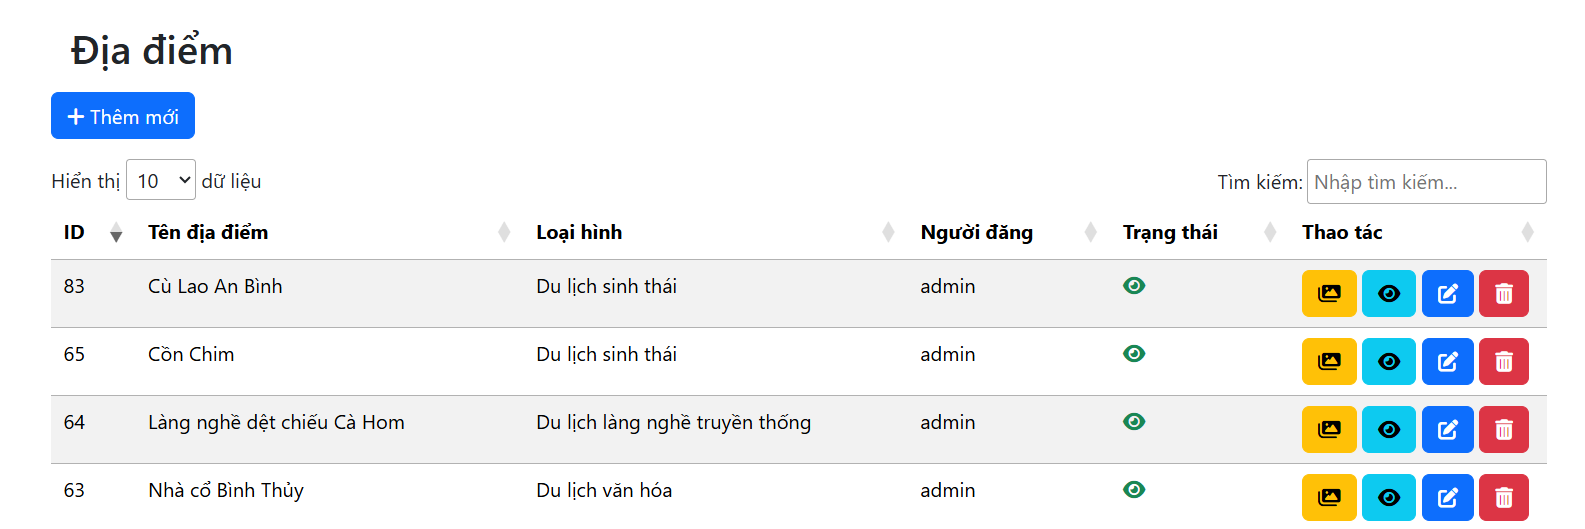 Địa điểm
Thêm mới
Hiển thị 10 dữ liệu Tìm kiếm: Nhập tìm kiếm...
ID Tên địa điểm Loại hình Người đăng Trạng thái Thao tác
83 Cù Lao An Bình Du lịch sinh thái admin
65 Cồn Chim Du lịch sinh thái admin
64 Làng nghề dệt chiếu Cà Hom Du lịch làng nghề truyền thống admin
63 Nhà cổ Bình Thủy Du lịch văn hóa admin